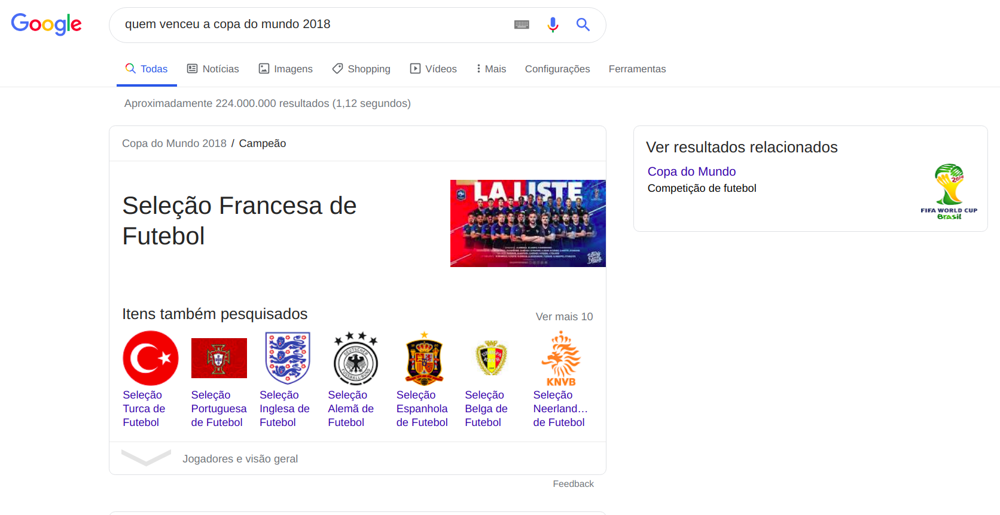 Google
quem venceu a copa do mundo 2018
Todas Notícias Imagens Shopping Vídeos Mais Configurações Ferramentas
Aproximadamente 224.000.000 resultados (1,12 segundos)
Copa do Mundo 2018 / Campeão
Seleção Francesa de
Futebol
LA LISTE
Itens também pesquisados
Ver mais 10
DEUTSCHER
FUSSBALL-BUND
KNVB
Seleção
Turca de
Futebol
Seleção
Portuguesa
de Futebol
Seleção
Inglesa de
Futebol
Seleção
Alemã de
Futebol
Seleção
Espanhola
de Futebol
Seleção
Belga de
Futebol
Seleção
Neerland…
de Futebol
Jogadores e visão geral
Feedback
Ver resultados relacionados
Copa do Mundo
Competição de futebol
2014
FIFA WORLD CUP
Brasil